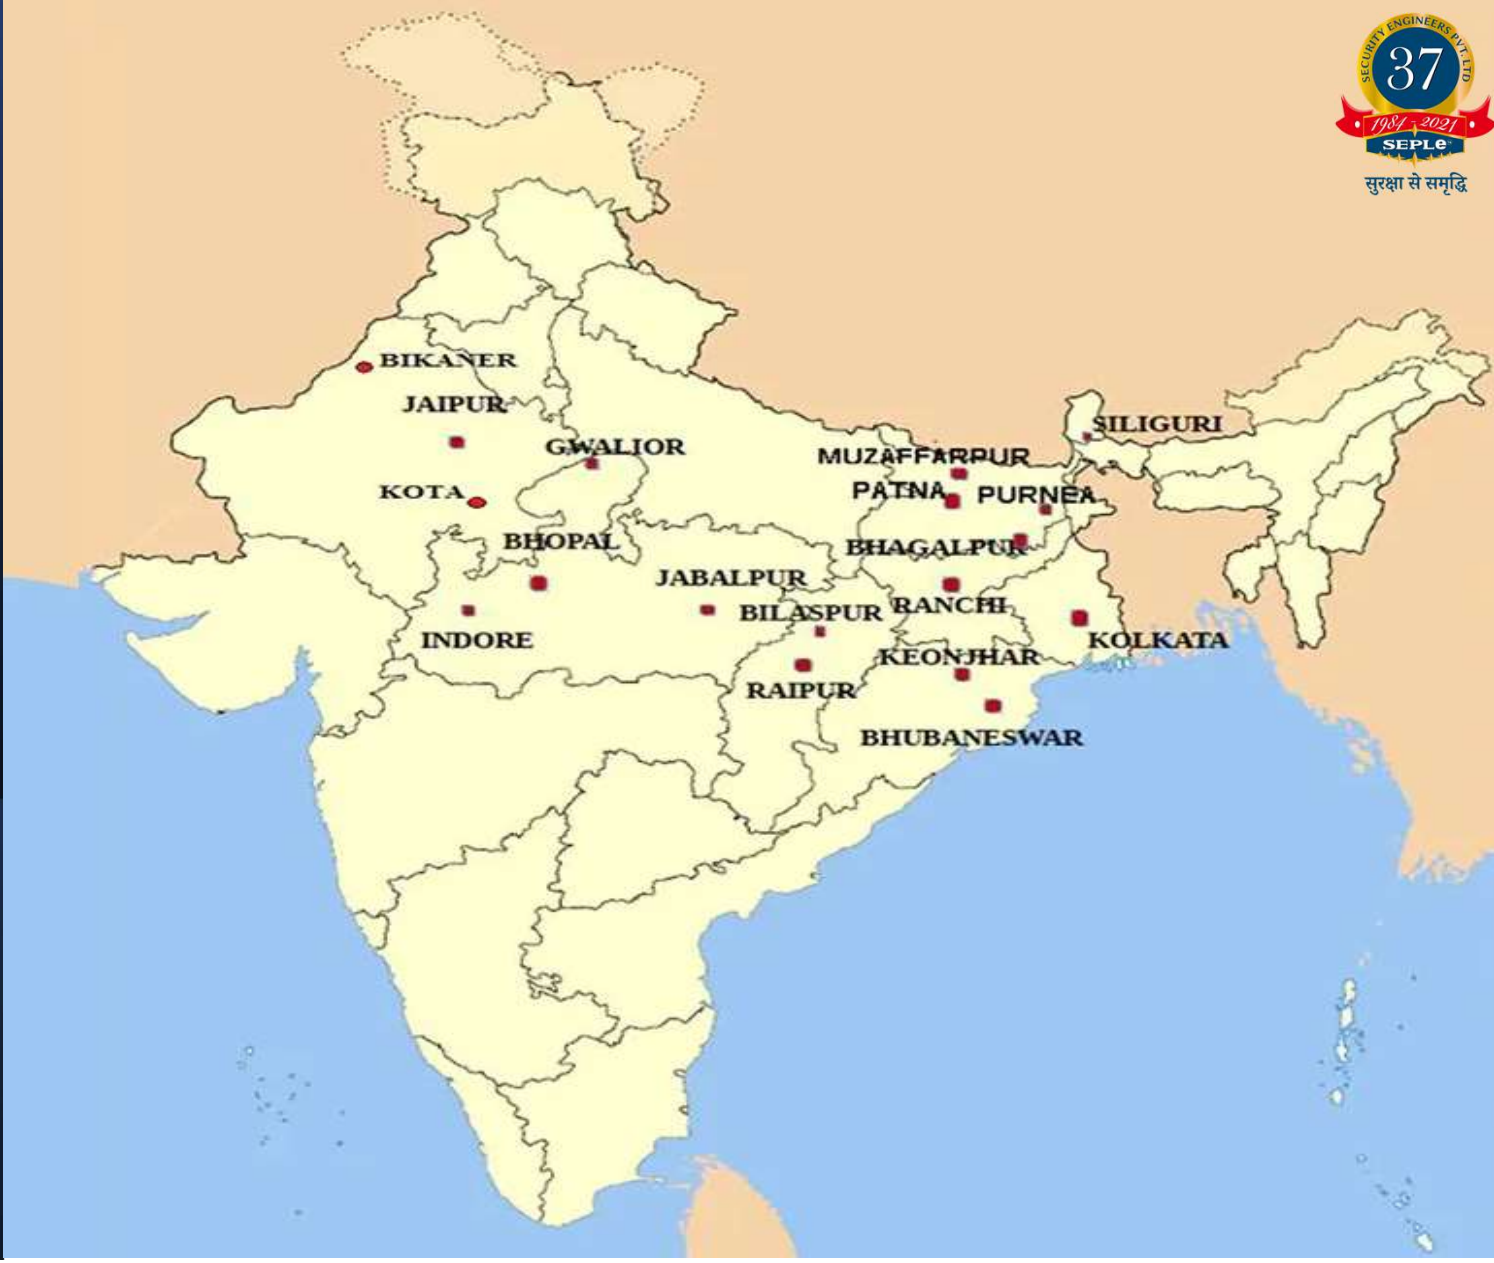 SECURITY ENGINEERS PVT. LTD
37
1984 - 2021
SEPLe
सुरक्षा से समृद्धि
BIKANER
JAIPUR
GWALIOR
SILIGURI
MUZAFFARPUR
KOTA
PATNA
PURNEA
BHOPAL
BHAGALPUR
JABALPUR
BILASPUR
RANCHI
INDORE
KOLKATA
KEONJHAR
RAIPUR
BHUBANESWAR